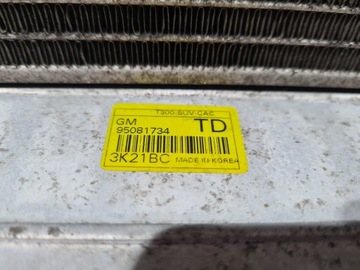 T300-SUV-CAC
GM
95081734
TD
3K21BC
MADE IN KOREA